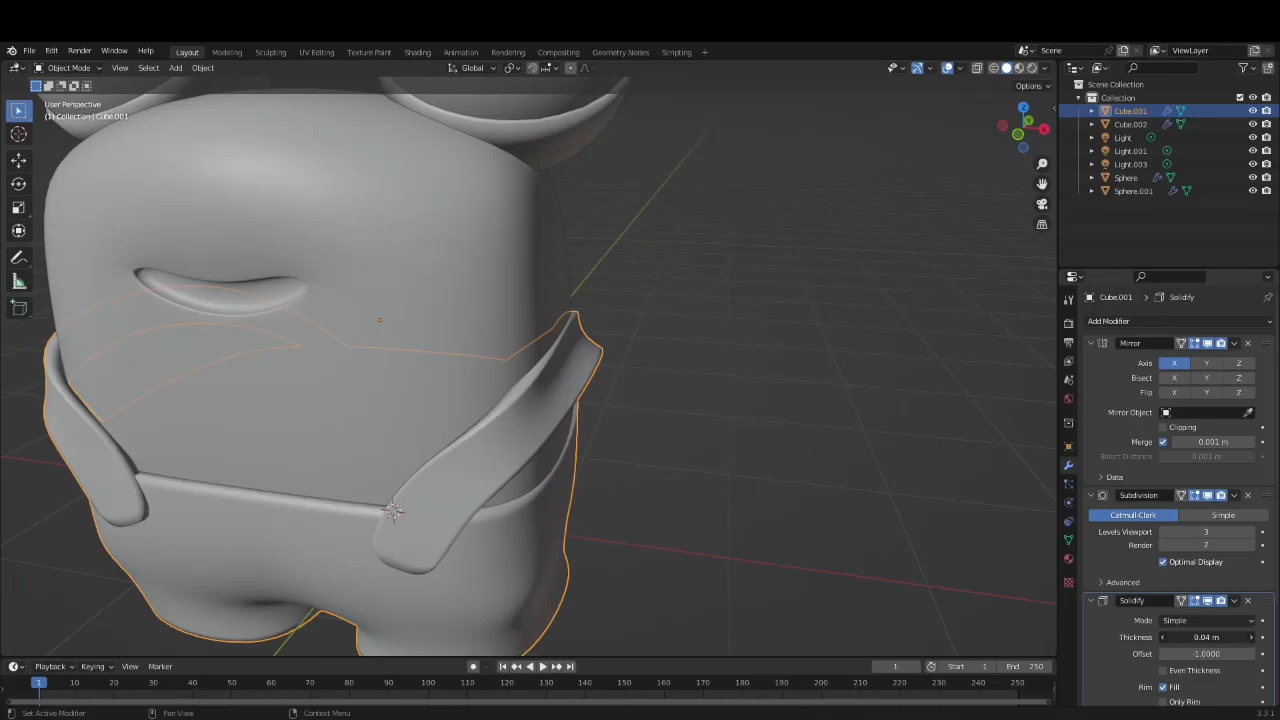 File Edit Render Window Help Layout Modeling Sculpting UV Editing Texture Paint Shading Animation Rendering Compositing Geometry Nodes Scripting + Scene ViewLayer
Object Mode View Select Add Object Global
Options
User Perspective
(1) Collection | Cube.001
X
Y
Z
Scene Collection
Collection
Cube.001
Cube.002
Light
Light.001
Light.003
Sphere
Sphere.001
Cube.001 Solidify
Add Modifier
Mirror
Axis X Y Z
Bisect X Y Z
Flip X Y Z
Mirror Object
Clipping
Merge 0.001 m
Bisect Distance 0.001 m
Data
Subdivision
Catmull-Clark Simple
Levels Viewport 3
Render 2
Optimal Display
Advanced
Solidify
Mode Simple
Thickness 0.04 m
Offset -1.0000
Even Thickness
Rim Fill
Only Rim
Playback Keying View Marker 1 Start 1 End 250
1 10 20 30 40 50 60 70 80 90 100 110 120 130 140 150 160 170 180 190 200 210 220 230 240 250
Set Active Modifier Pan View Context Menu 3.3.1